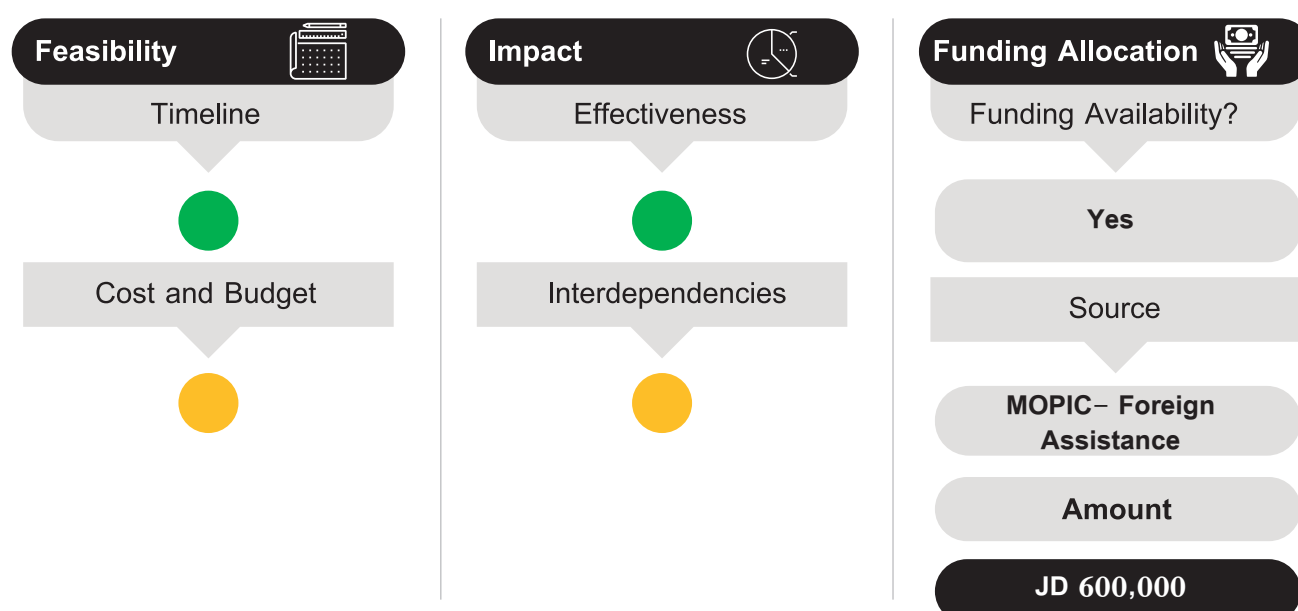 Feasibility
Timeline
Cost and Budget
Impact
Effectiveness
Interdependencies
Funding Allocation
Funding Availability?
Yes
Source
MOPIC– Foreign
Assistance
Amount
JD 600,000